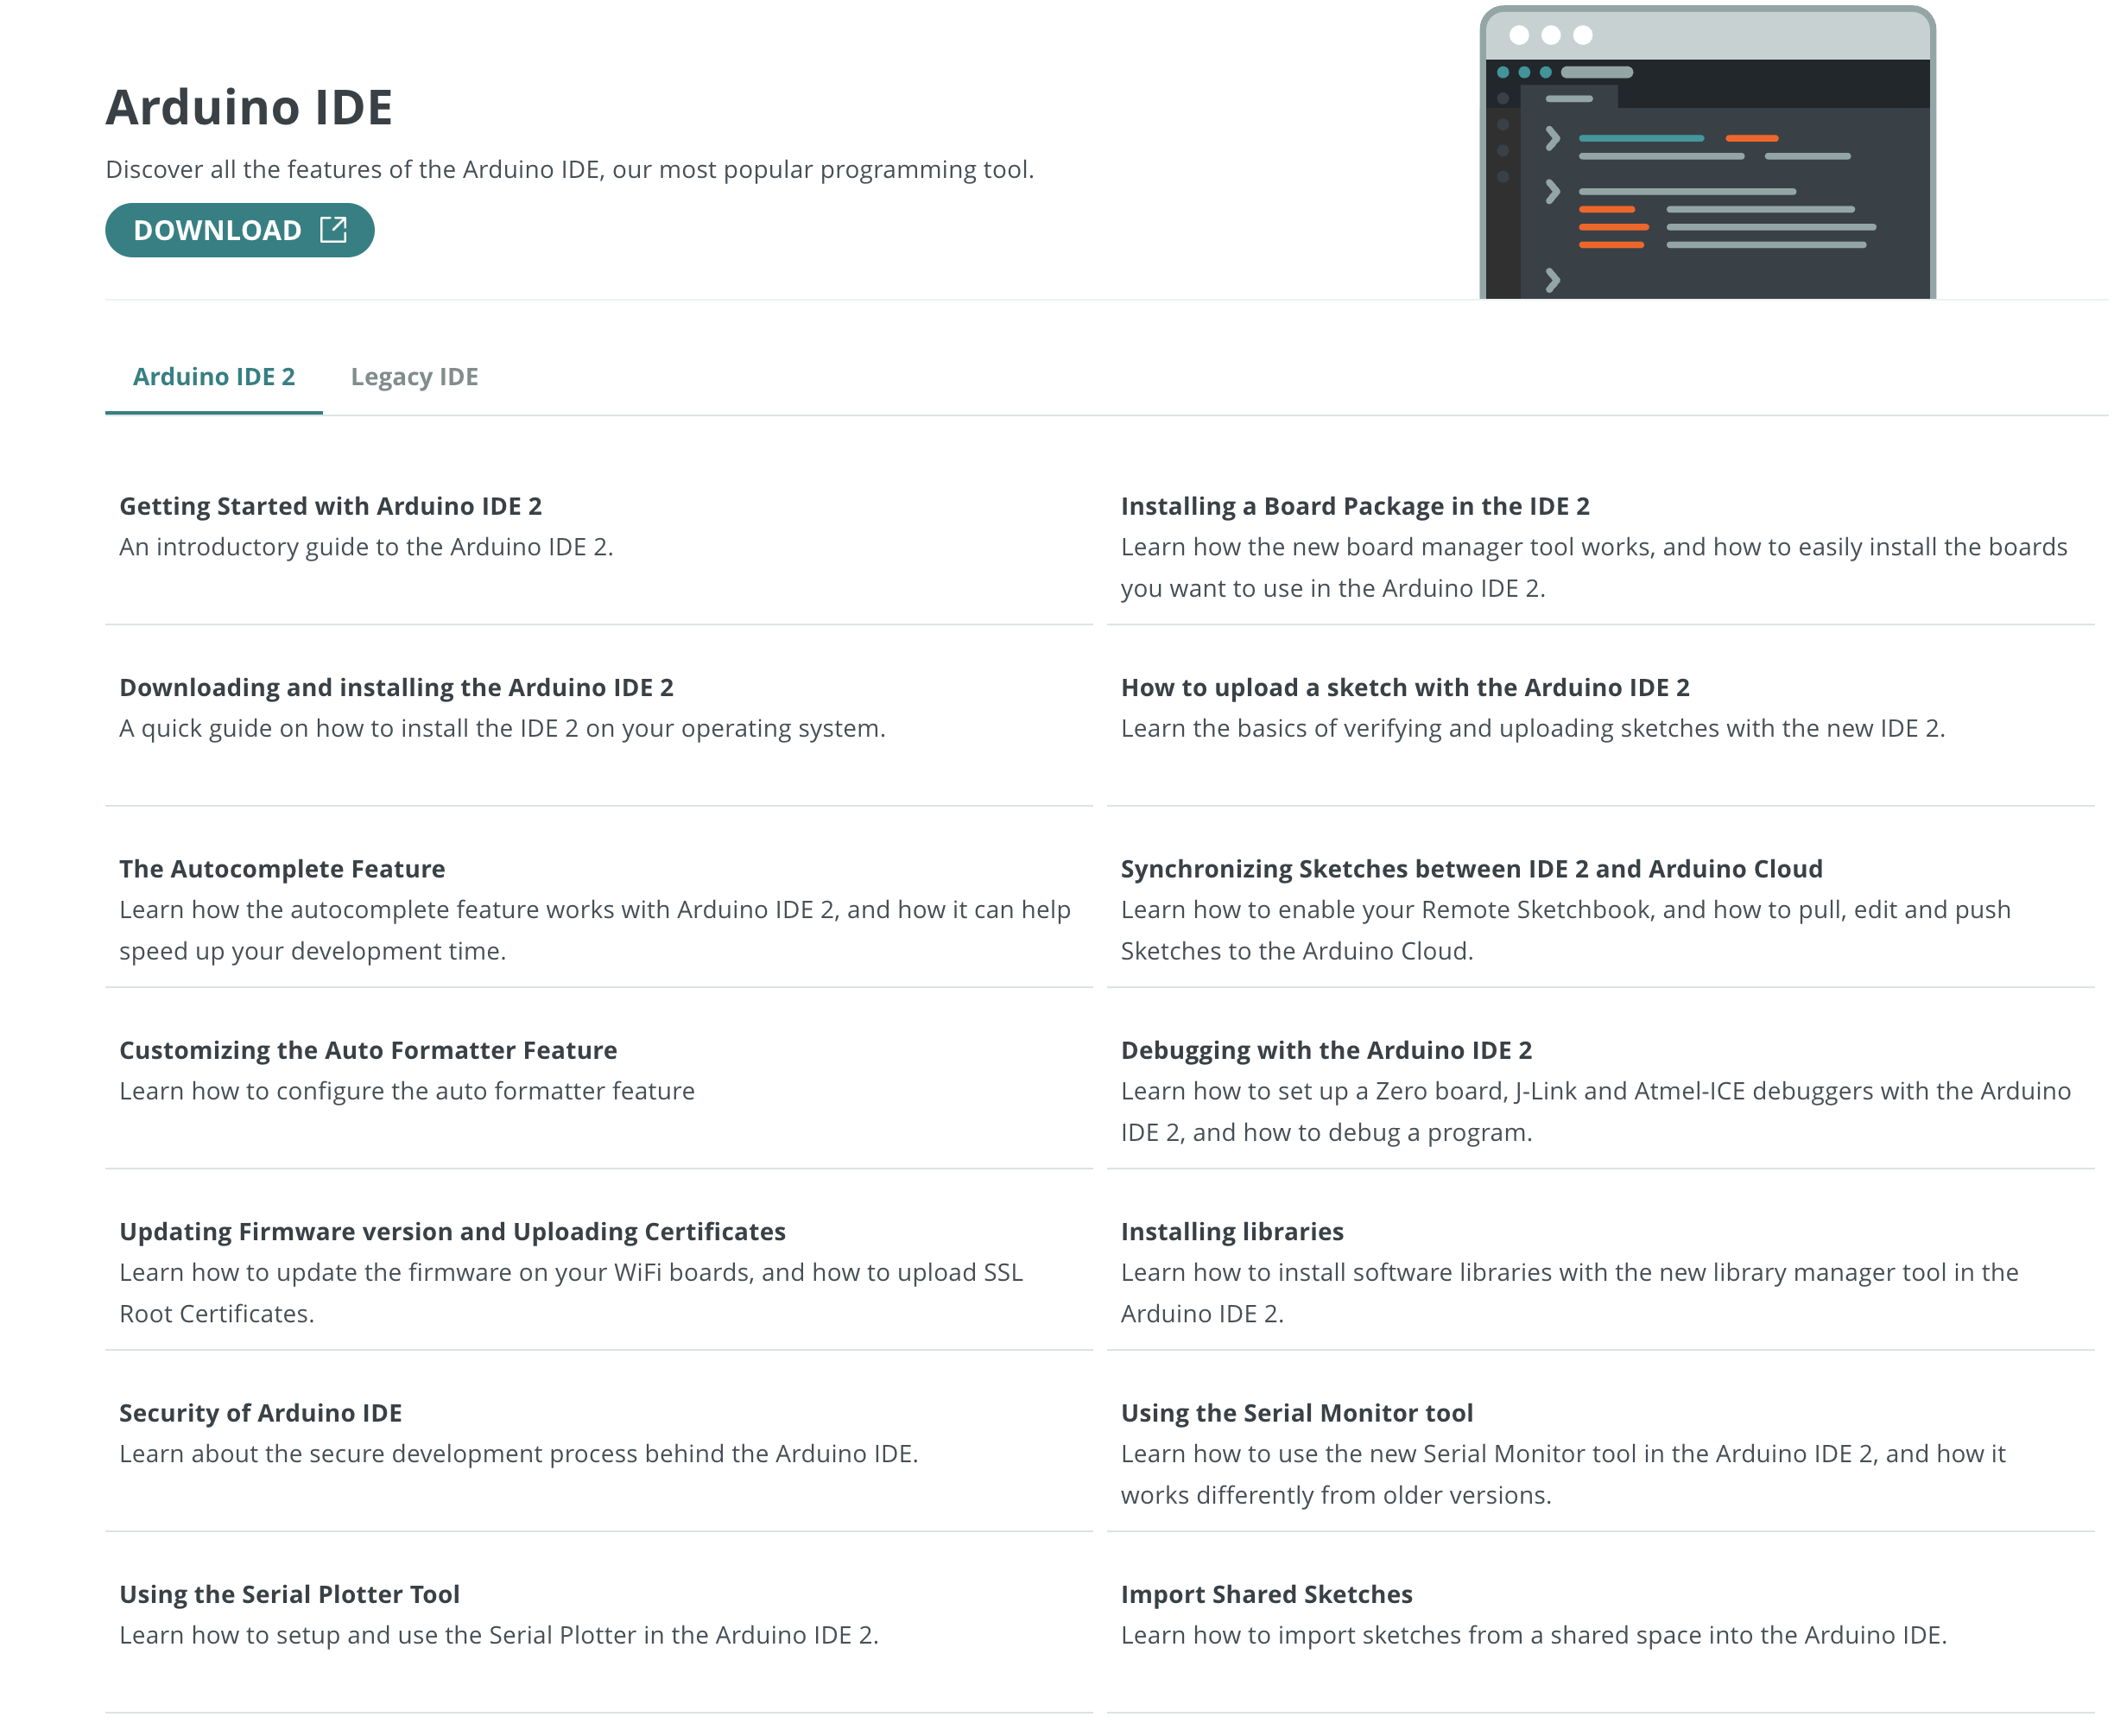 Arduino IDE
Discover all the features of the Arduino IDE, our most popular programming tool.
DOWNLOAD
Arduino IDE 2
Legacy IDE
Getting Started with Arduino IDE 2
An introductory guide to the Arduino IDE 2.
Installing a Board Package in the IDE 2
Learn how the new board manager tool works, and how to easily install the boards
you want to use in the Arduino IDE 2.
Downloading and installing the Arduino IDE 2
A quick guide on how to install the IDE 2 on your operating system.
How to upload a sketch with the Arduino IDE 2
Learn the basics of verifying and uploading sketches with the new IDE 2.
The Autocomplete Feature
Learn how the autocomplete feature works with Arduino IDE 2, and how it can help
speed up your development time.
Synchronizing Sketches between IDE 2 and Arduino Cloud
Learn how to enable your Remote Sketchbook, and how to pull, edit and push
Sketches to the Arduino Cloud.
Customizing the Auto Formatter Feature
Learn how to configure the auto formatter feature
Debugging with the Arduino IDE 2
Learn how to set up a Zero board, J-Link and Atmel-ICE debuggers with the Arduino
IDE 2, and how to debug a program.
Updating Firmware version and Uploading Certificates
Learn how to update the firmware on your WiFi boards, and how to upload SSL
Root Certificates.
Installing libraries
Learn how to install software libraries with the new library manager tool in the
Arduino IDE 2.
Security of Arduino IDE
Learn about the secure development process behind the Arduino IDE.
Using the Serial Monitor tool
Learn how to use the new Serial Monitor tool in the Arduino IDE 2, and how it
works differently from older versions.
Using the Serial Plotter Tool
Learn how to setup and use the Serial Plotter in the Arduino IDE 2.
Import Shared Sketches
Learn how to import sketches from a shared space into the Arduino IDE.